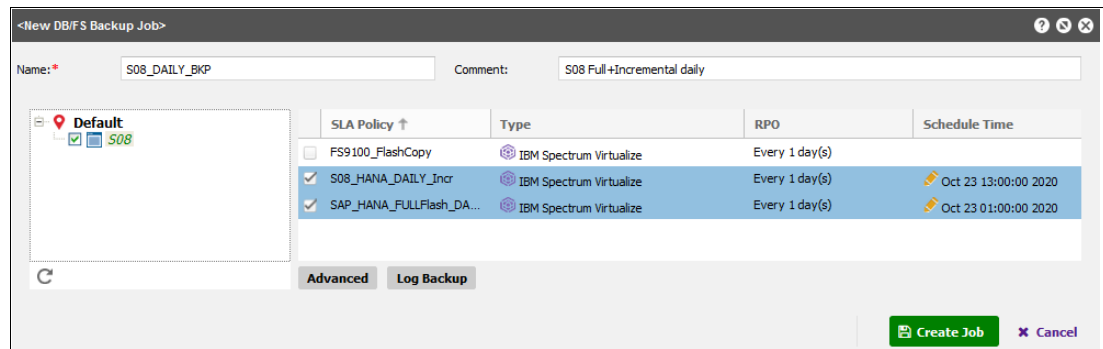 <New DB/FS Backup Job>
Name:* S08_DAILY_BKP Comment: S08 Full+Incremental daily
Default
S08
SLA Policy ↑ Type RPO Schedule Time
FS9100_FlashCopy IBM Spectrum Virtualize Every 1 day(s)
S08_HANA_DAILY_Incr IBM Spectrum Virtualize Every 1 day(s) Oct 23 13:00:00 2020
SAP_HANA_FULLFlash_DA... IBM Spectrum Virtualize Every 1 day(s) Oct 23 01:00:00 2020
Advanced Log Backup
Create Job Cancel